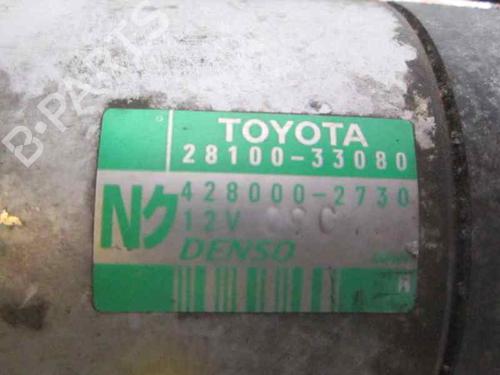 B-PARTS
TOYOTA
28100-33080
Nク 428000-2730
12V
DENSO